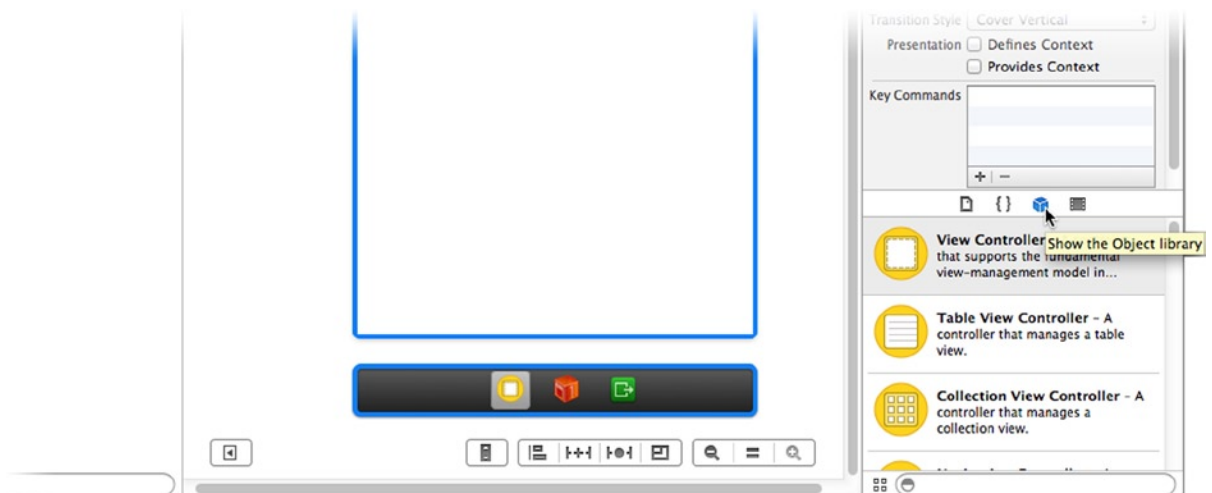 Transition Style Cover Vertical
Presentation Defines Context
Provides Context
Key Commands
+ | −
{ }
View Controller
Show the Object library
that supports the fundamental
view-management model in...
Table View Controller - A
controller that manages a table
view.
Collection View Controller - A
controller that manages a
collection view.